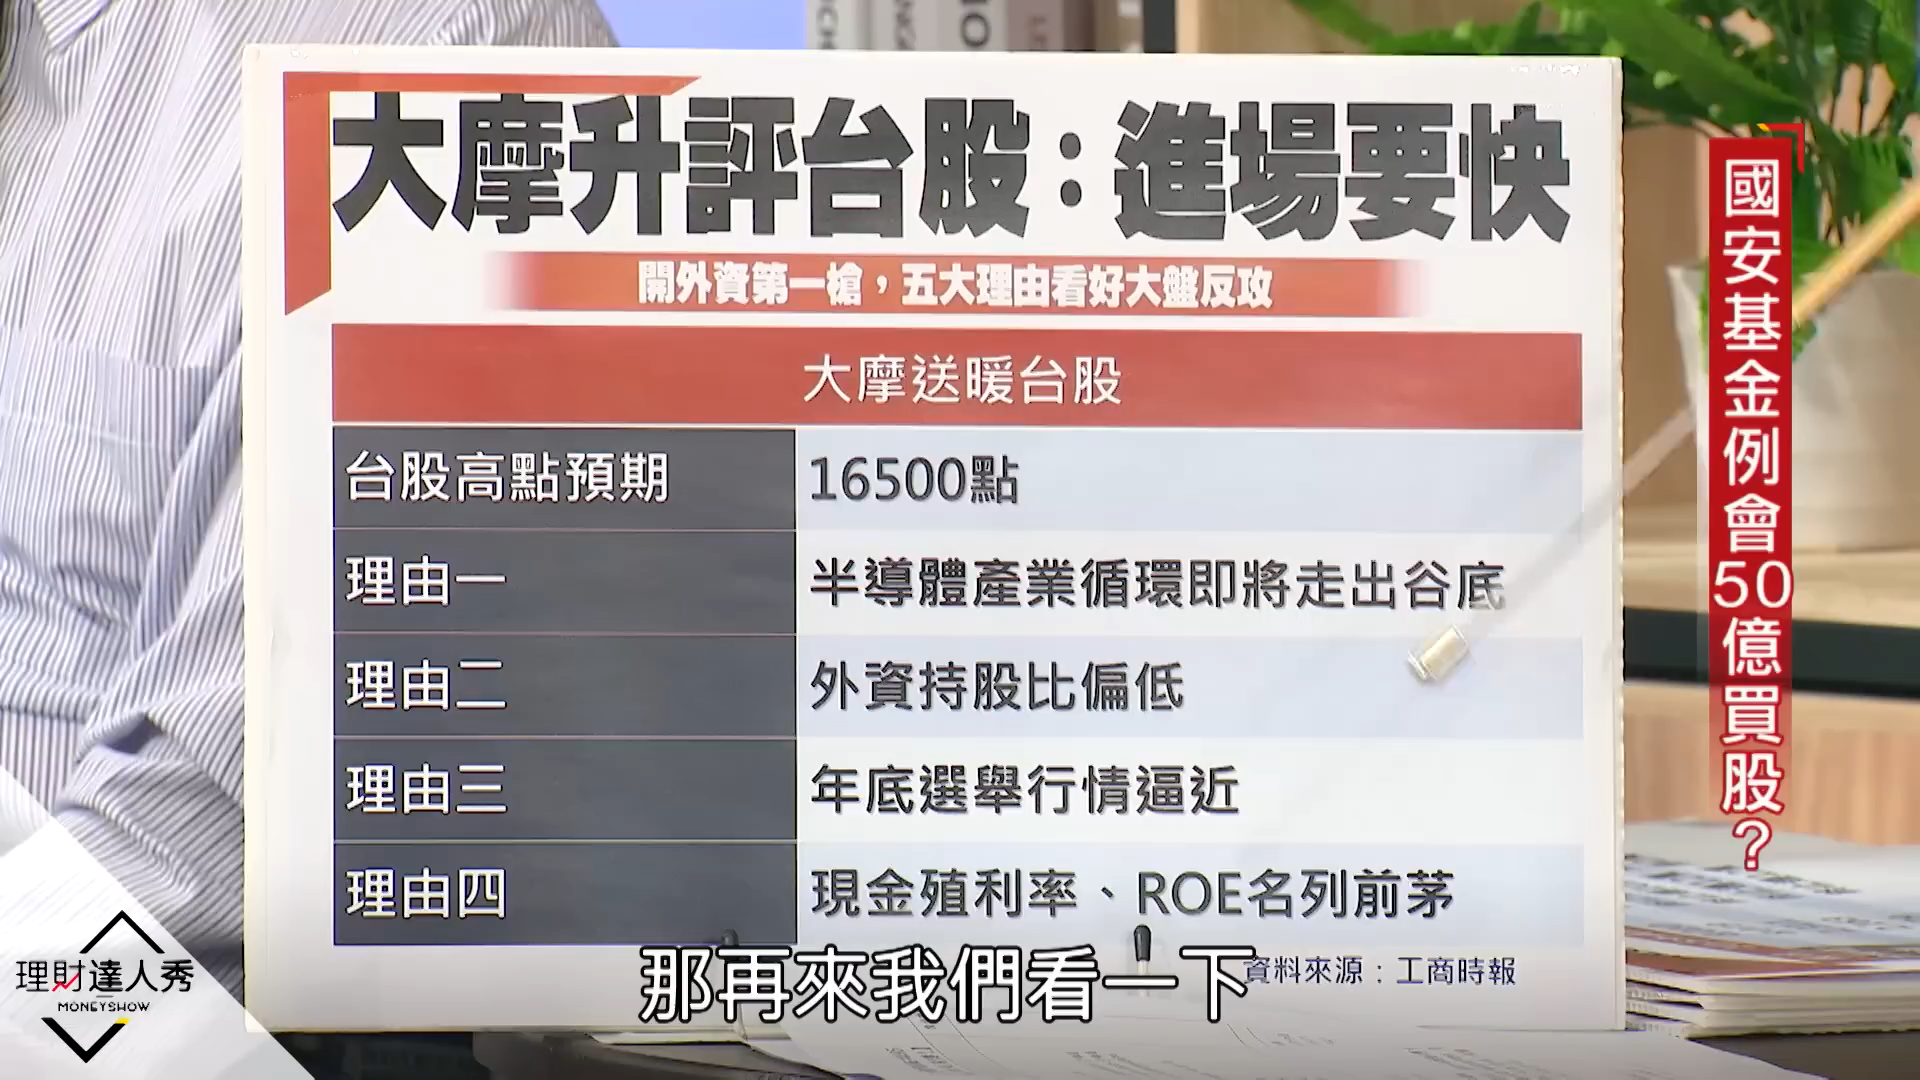 大摩升評台股:進場要快
開外資第一槍,五大理由看好大盤反攻
大摩送暖台股
台股高點預期 16500點
理由一 半導體產業循環即將走出谷底
理由二 外資持股比偏低
理由三 年底選舉行情逼近
理由四 現金殖利率、ROE名列前茅
資料來源:工商時報
國安基金例會50億買股?
那再來我們看一下
理財達人秀
MONEYSHOW